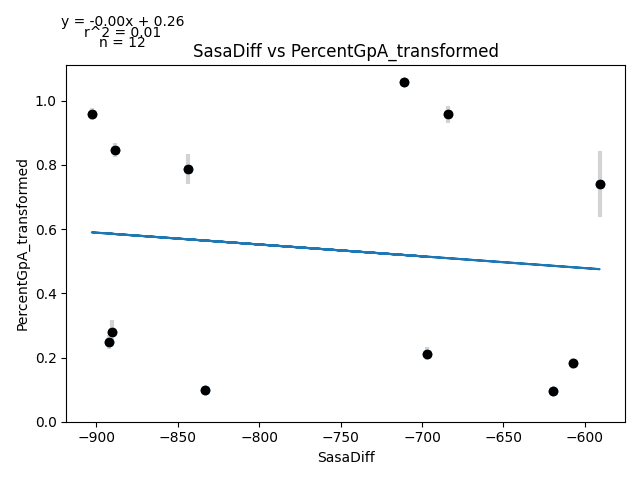 y = -0.00x + 0.26
r^2 = 0.01
n = 12
SasaDiff vs PercentGpA_transformed
PercentGpA_transformed
1.0
0.8
0.6
0.4
0.2
0.0
−900
−850
−800
−750
−700
−650
−600
SasaDiff